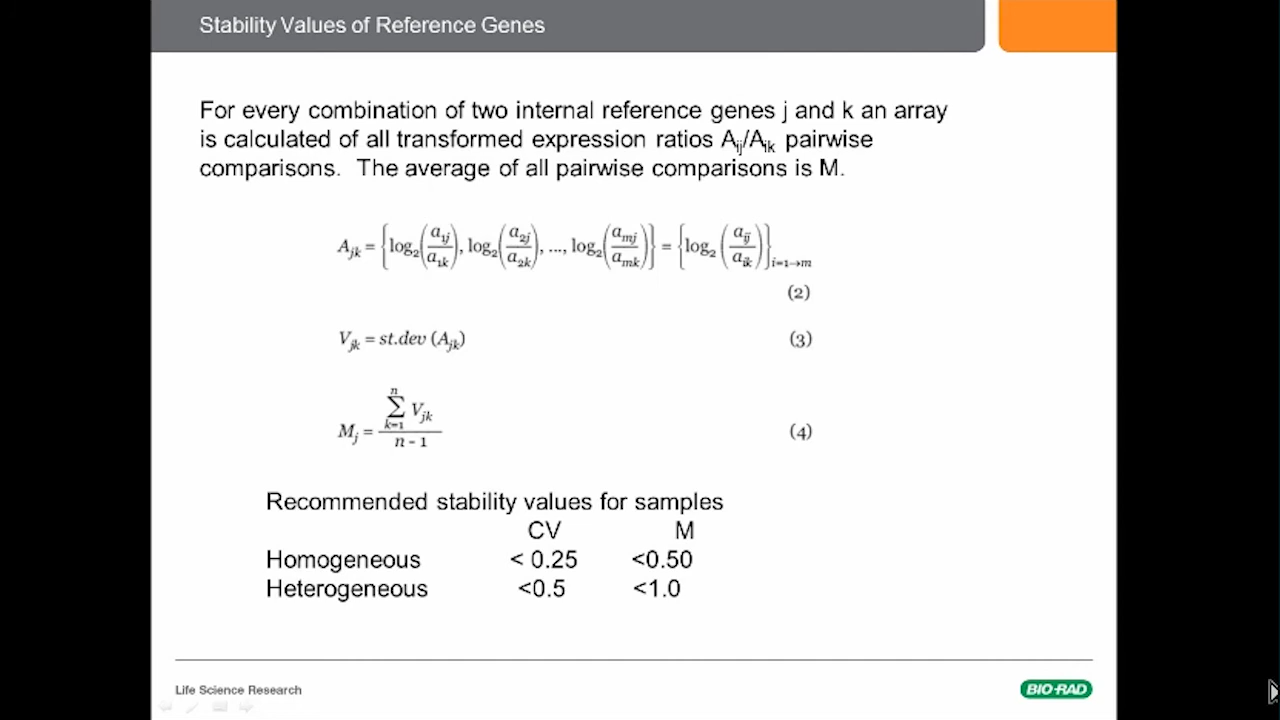 Stability Values of Reference Genes
For every combination of two internal reference genes j and k an array
is calculated of all transformed expression ratios Aij/Aik pairwise
comparisons. The average of all pairwise comparisons is M.
Ajk = {log2(a1j/a1k), log2(a2j/a2k), ..., log2(amj/amk)} = {log2(aij/aik)}i=1→m
(2)
Vjk = st.dev (Ajk) (3)
Mj = Σ(k=1 to n) Vjk / (n - 1) (4)
Recommended stability values for samples
CV M
Homogeneous < 0.25 <0.50
Heterogeneous <0.5 <1.0
Life Science Research
BIO-RAD